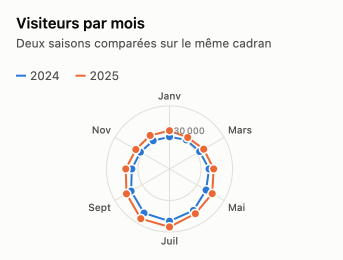 Visiteurs par mois
Deux saisons comparées sur le même cadran
2024 2025
Janv
30 000
Nov Mars
Sept Mai
Juil